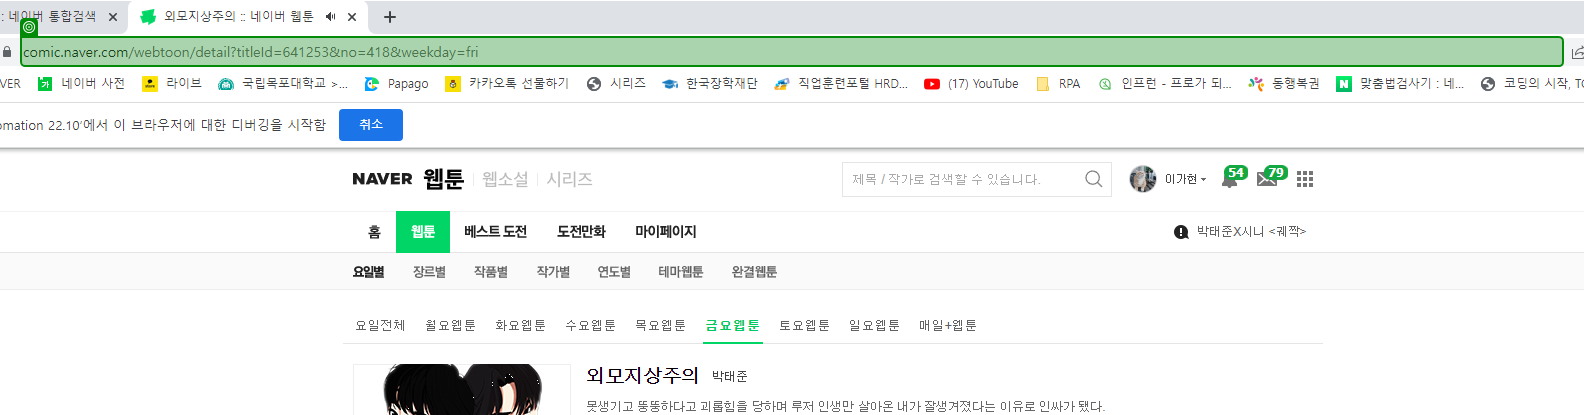 : 네이버 통합검색 외모지상주의 :: 네이버 웹툰
comic.naver.com/webtoon/detail?titleId=641253&no=418&weekday=fri
VER 네이버 사전 라이브 국립목포대학교 >... Papago 카카오톡 선물하기 시리즈 한국장학재단 직업훈련포털 HRD... (17) YouTube RPA 인프런 - 프로가 되... 동행복권 맞춤법검사기 : 네... 코딩의 시작, TC
omation 22.10'에서 이 브라우저에 대한 디버깅을 시작함 취소
NAVER 웹툰 웹소설 시리즈 제목 / 작가로 검색할 수 있습니다. 이가현 54 79
홈 웹툰 베스트 도전 도전만화 마이페이지 박태준X시니 <궤짝>
요일별 장르별 작품별 작가별 연도별 테마웹툰 완결웹툰
요일전체 월요웹툰 화요웹툰 수요웹툰 목요웹툰 금요웹툰 토요웹툰 일요웹툰 매일+웹툰
외모지상주의 박태준
못생기고 뚱뚱하다고 괴롭힘을 당하며 루저 인생만 살아온 내가 잘생겨졌다는 이유로 인싸가 됐다.